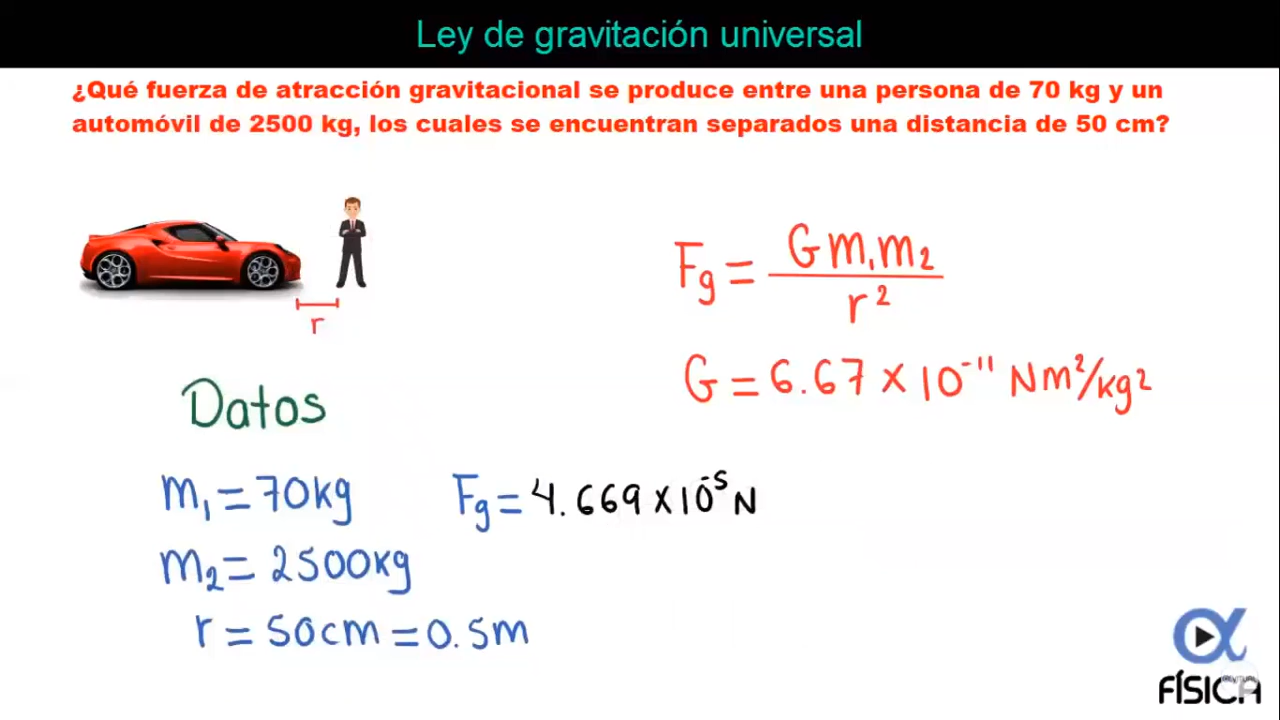 Ley de gravitación universal
¿Qué fuerza de atracción gravitacional se produce entre una persona de 70 kg y un
automóvil de 2500 kg, los cuales se encuentran separados una distancia de 50 cm?
r
Fg = G m₁m₂ / r²
G = 6.67 × 10⁻¹¹ Nm²/kg²
Datos
m₁ = 70kg
Fg = 4.669 × 10⁻⁵ N
m₂ = 2500kg
r = 50cm = 0.5m
FÍSICA